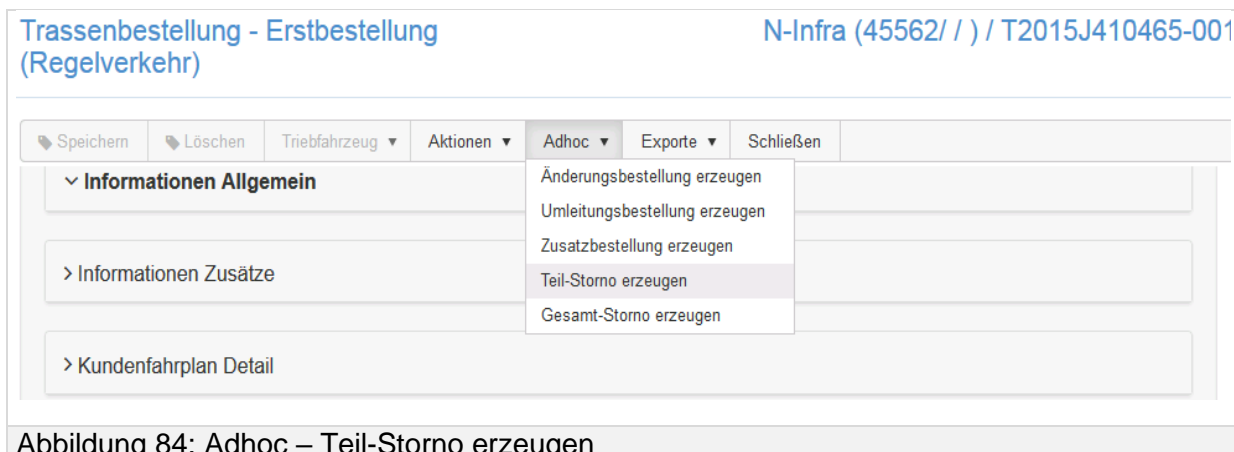 Trassenbestellung - Erstbestellung
(Regelverkehr)
N-Infra (45562/ / ) / T2015J410465-001
Speichern Löschen Triebfahrzeug Aktionen Adhoc Exporte Schließen
Informationen Allgemein
Änderungsbestellung erzeugen
Umleitungsbestellung erzeugen
Zusatzbestellung erzeugen
Informationen Zusätze
Teil-Storno erzeugen
Gesamt-Storno erzeugen
Kundenfahrplan Detail
Abbildung 84: Adhoc – Teil-Storno erzeugen